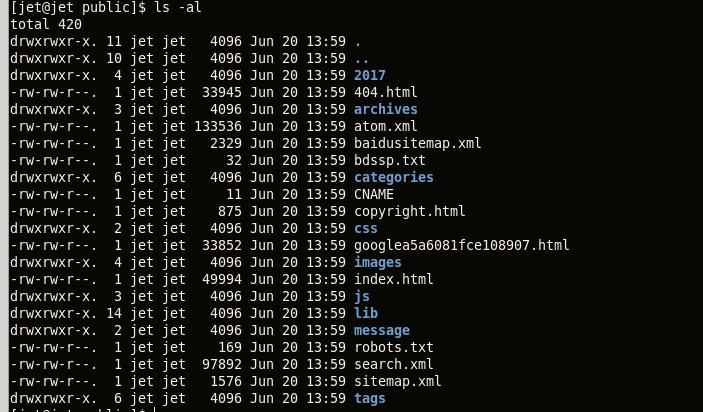 [jet@jet public]$ ls -al
total 420
drwxrwxr-x. 11 jet jet   4096 Jun 20 13:59 .
drwxrwxr-x. 10 jet jet   4096 Jun 20 13:59 ..
drwxrwxr-x.  4 jet jet   4096 Jun 20 13:59 2017
-rw-rw-r--.  1 jet jet  33945 Jun 20 13:59 404.html
drwxrwxr-x.  3 jet jet   4096 Jun 20 13:59 archives
-rw-rw-r--.  1 jet jet 133536 Jun 20 13:59 atom.xml
-rw-rw-r--.  1 jet jet   2329 Jun 20 13:59 baidusitemap.xml
-rw-rw-r--.  1 jet jet     32 Jun 20 13:59 bdssp.txt
drwxrwxr-x.  6 jet jet   4096 Jun 20 13:59 categories
-rw-rw-r--.  1 jet jet     11 Jun 20 13:59 CNAME
-rw-rw-r--.  1 jet jet    875 Jun 20 13:59 copyright.html
drwxrwxr-x.  2 jet jet   4096 Jun 20 13:59 css
-rw-rw-r--.  1 jet jet  33852 Jun 20 13:59 googlea5a6081fce108907.html
drwxrwxr-x.  4 jet jet   4096 Jun 20 13:59 images
-rw-rw-r--.  1 jet jet  49994 Jun 20 13:59 index.html
drwxrwxr-x.  3 jet jet   4096 Jun 20 13:59 js
drwxrwxr-x. 14 jet jet   4096 Jun 20 13:59 lib
drwxrwxr-x.  2 jet jet   4096 Jun 20 13:59 message
-rw-rw-r--.  1 jet jet    169 Jun 20 13:59 robots.txt
-rw-rw-r--.  1 jet jet  97892 Jun 20 13:59 search.xml
-rw-rw-r--.  1 jet jet   1576 Jun 20 13:59 sitemap.xml
drwxrwxr-x.  6 jet jet   4096 Jun 20 13:59 tags